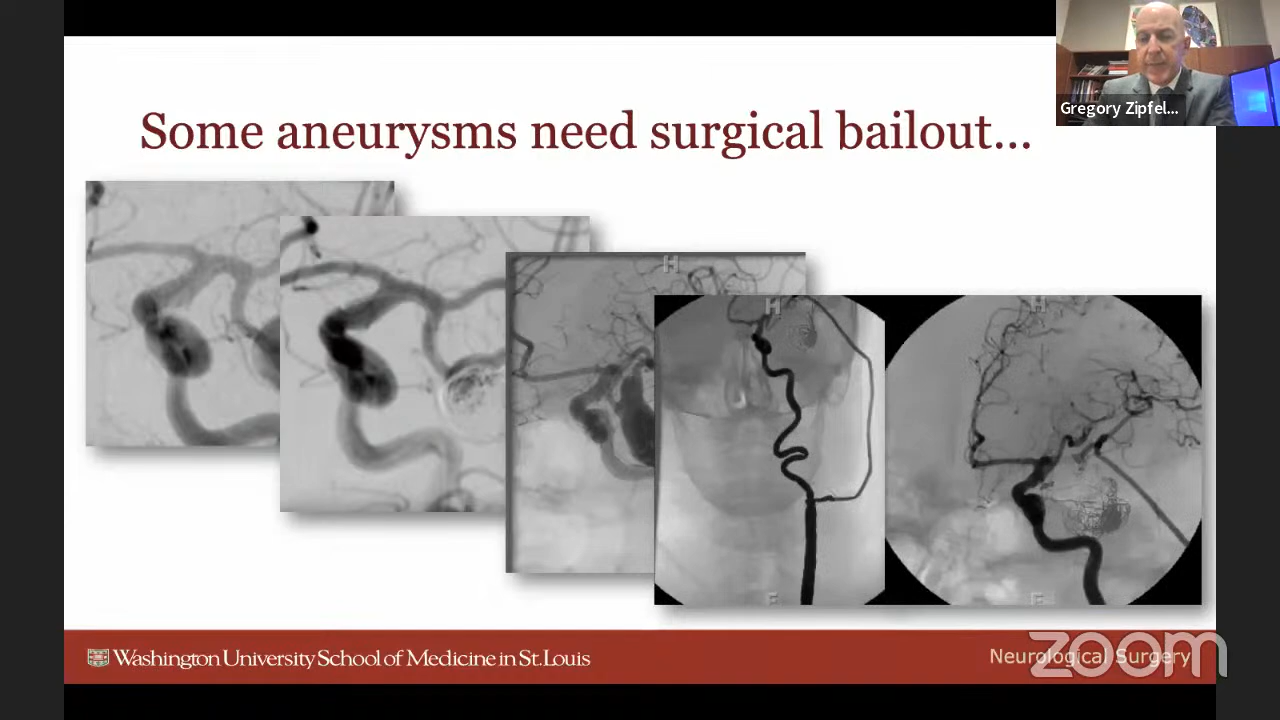 Some aneurysms need surgical bailout...
Gregory Zipfel...
H
H
H
F
F
Washington University School of Medicine in St. Louis
Neurological Surgery
zoom